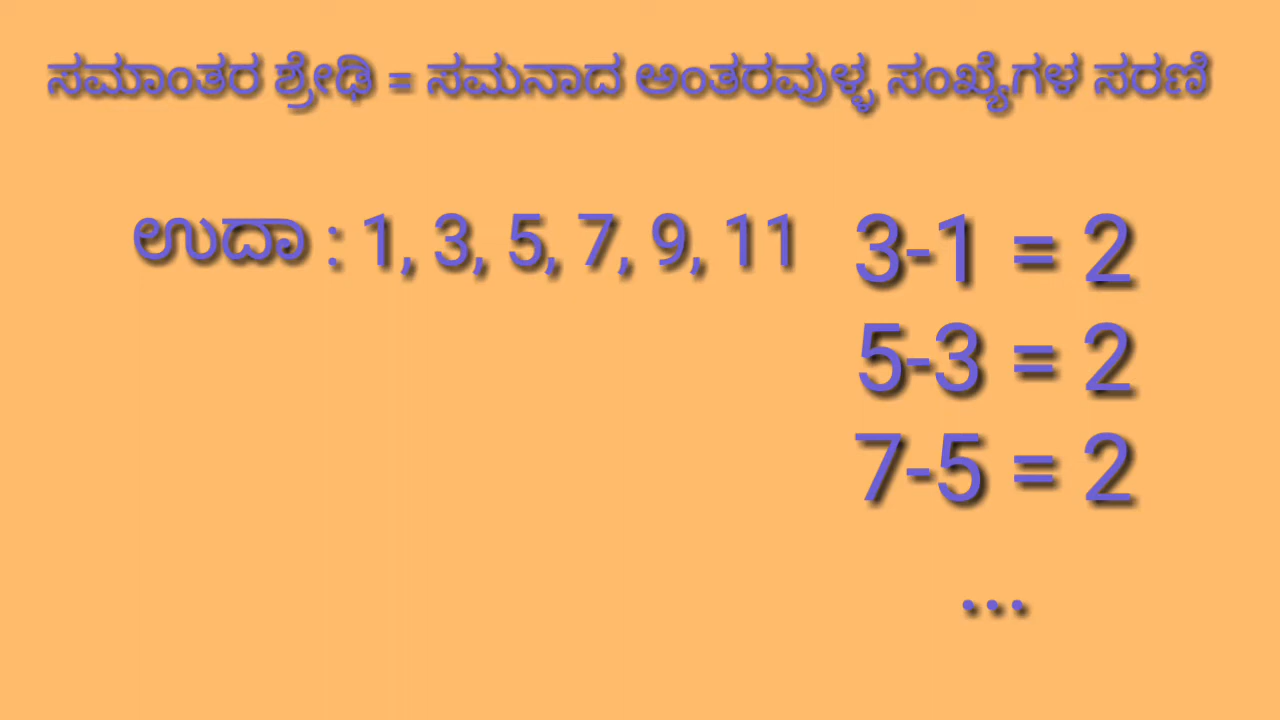 ಸಮಾಂತರ ಶ್ರೇಢಿ = ಸಮನಾದ ಅಂತರವುಳ್ಳ ಸಂಖ್ಯೆಗಳ ಸರಣಿ
ಉದಾ : 1, 3, 5, 7, 9, 11
3-1 = 2
5-3 = 2
7-5 = 2
...